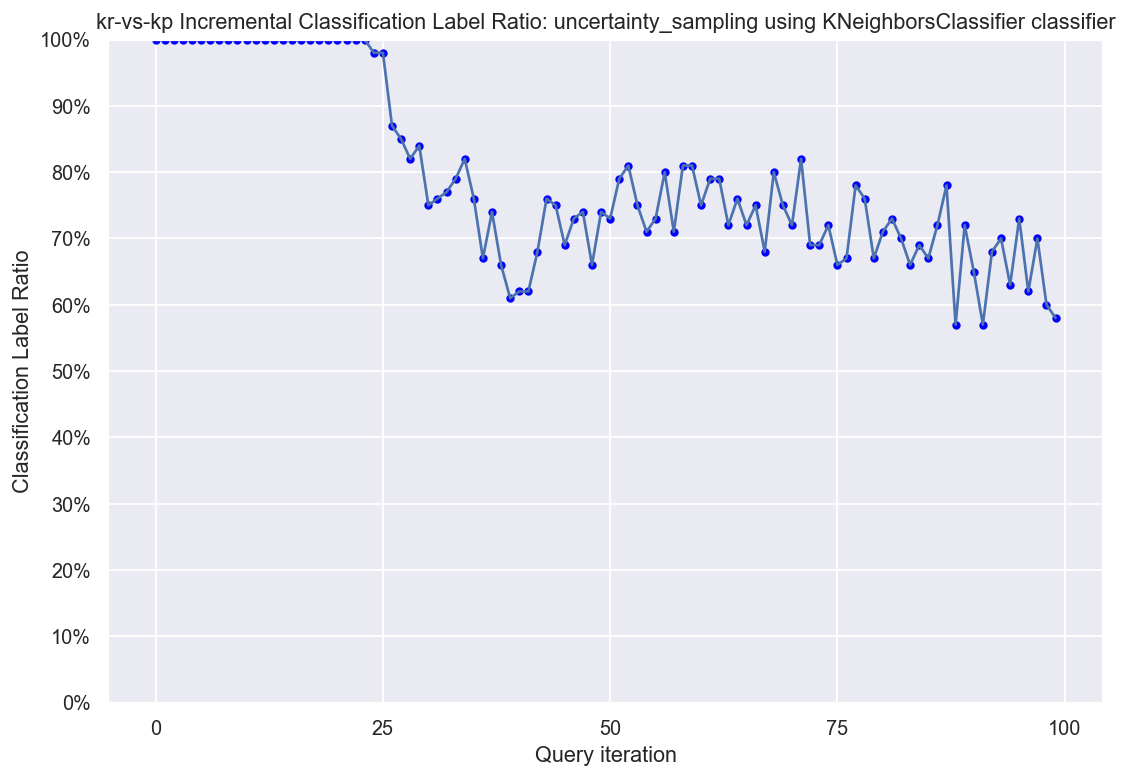 kr-vs-kp Incremental Classification Label Ratio: uncertainty_sampling using KNeighborsClassifier classifier
100%
90%
80%
70%
60%
50%
40%
30%
20%
10%
0%
Classification Label Ratio
0 25 50 75 100
Query iteration